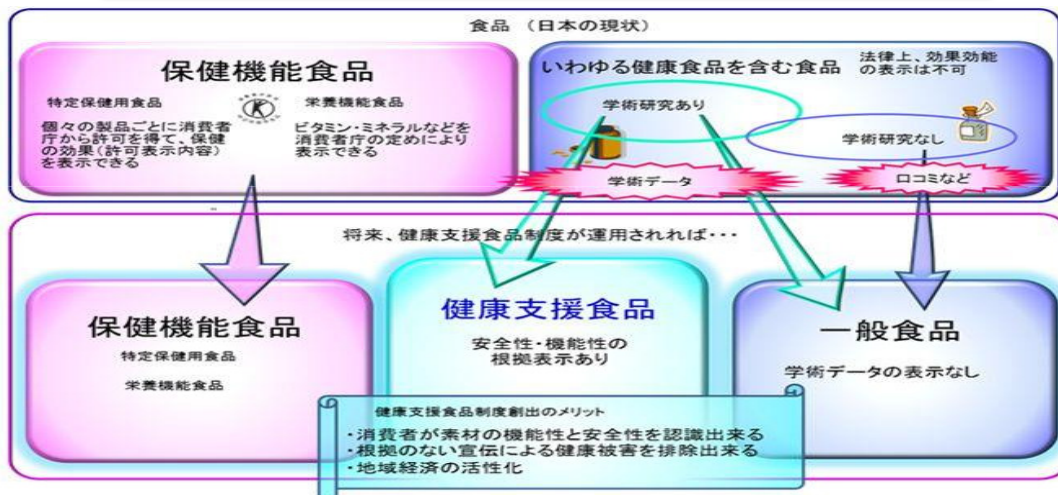 食品 （日本の現状）
保健機能食品
特定保健用食品
個々の製品ごとに消費者
庁から許可を得て、保健
の効果（許可表示内容）
を表示できる
栄養機能食品
ビタミン・ミネラルなどを
消費者庁の定めにより
表示できる
いわゆる健康食品を含む食品
法律上、効果効能
の表示は不可
学術研究あり
学術研究なし
学術データ
口コミなど
将来、健康支援食品制度が運用されれば・・・
保健機能食品
特定保健用食品
栄養機能食品
健康支援食品
安全性・機能性の
根拠表示あり
一般食品
学術データの表示なし
健康支援食品制度創出のメリット
・消費者が素材の機能性と安全性を認識出来る
・根拠のない宣伝による健康被害を排除出来る
・地域経済の活性化